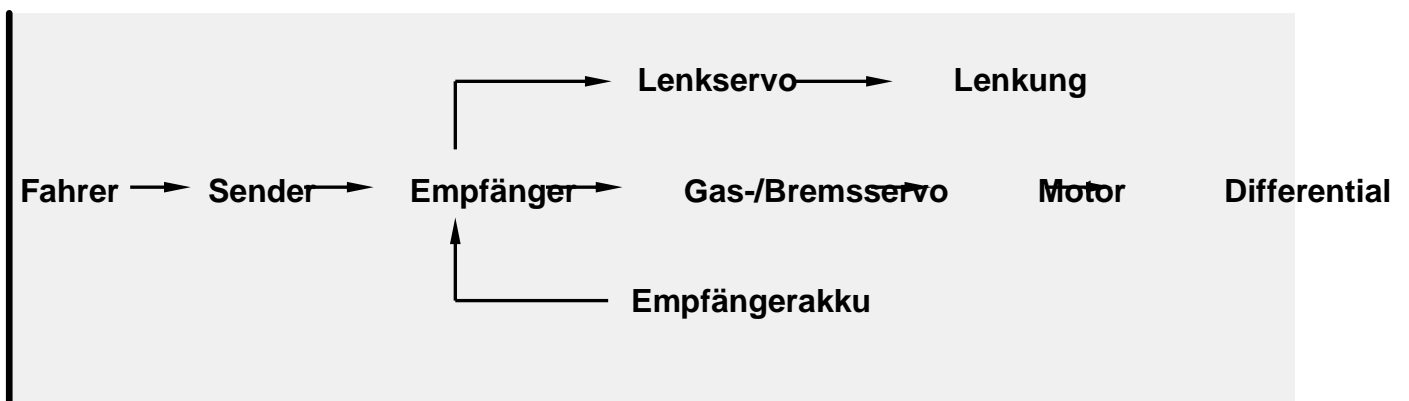 Lenkservo Lenkung
Fahrer Sender Empfänger Gas-/Bremsservo Motor Differential
Empfängerakku